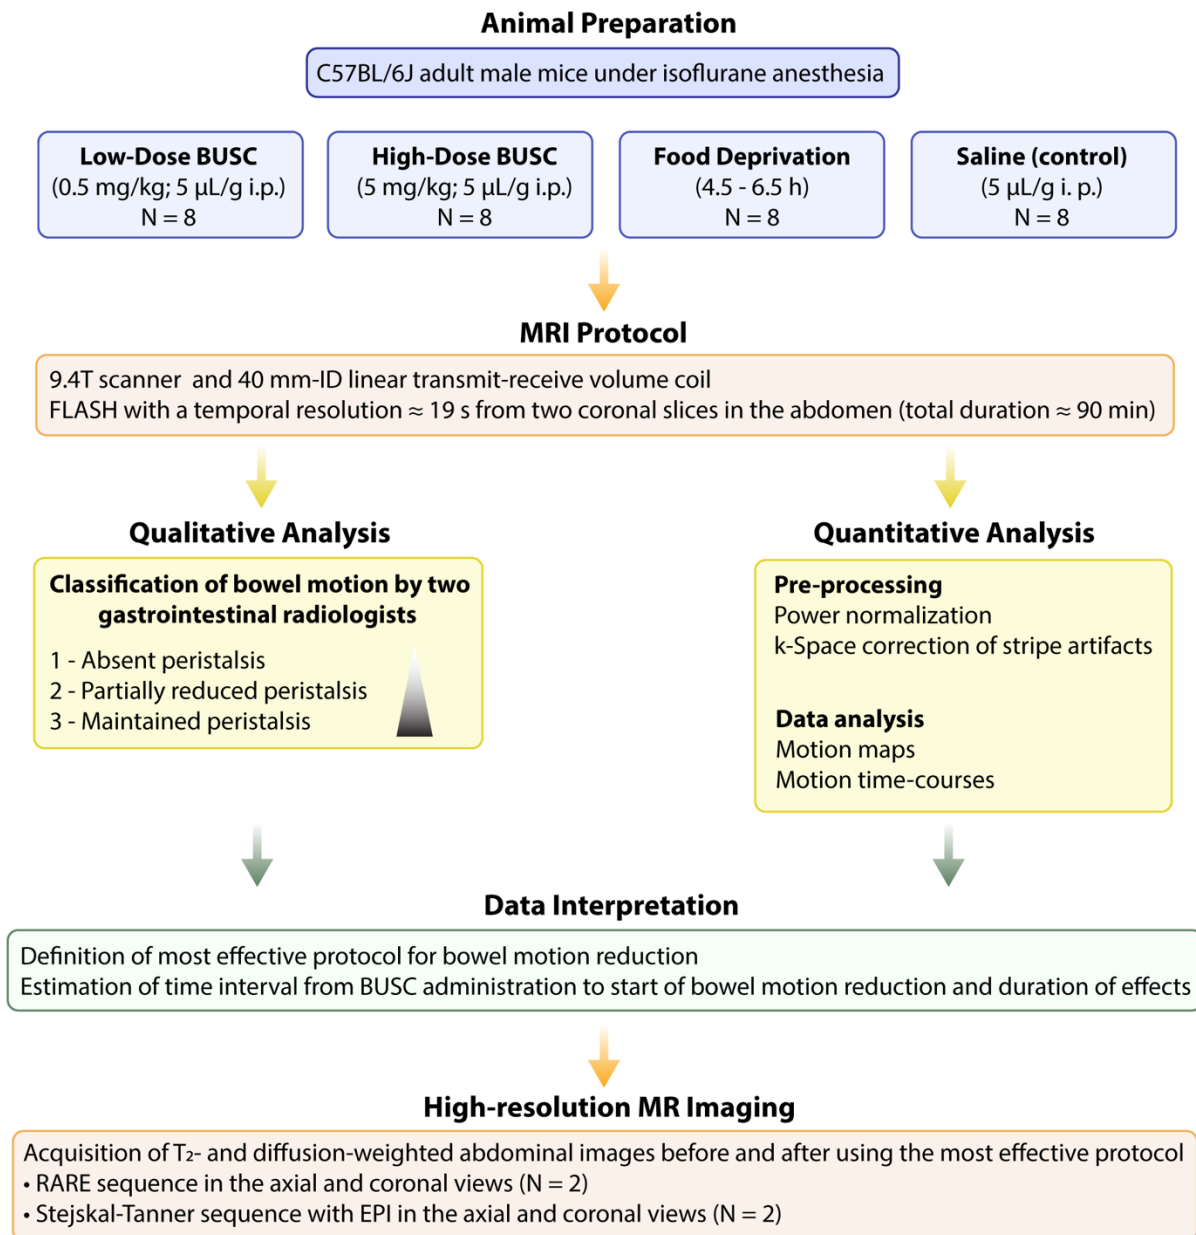 Animal Preparation
C57BL/6J adult male mice under isoflurane anesthesia
Low-Dose BUSC
(0.5 mg/kg; 5 µL/g i.p.)
N = 8
High-Dose BUSC
(5 mg/kg; 5 µL/g i.p.)
N = 8
Food Deprivation
(4.5 - 6.5 h)
N = 8
Saline (control)
(5 µL/g i. p.)
N = 8
MRI Protocol
9.4T scanner and 40 mm-ID linear transmit-receive volume coil
FLASH with a temporal resolution ≈ 19 s from two coronal slices in the abdomen (total duration ≈ 90 min)
Qualitative Analysis
Classification of bowel motion by two
gastrointestinal radiologists
1 - Absent peristalsis
2 - Partially reduced peristalsis
3 - Maintained peristalsis
Quantitative Analysis
Pre-processing
Power normalization
k-Space correction of stripe artifacts
Data analysis
Motion maps
Motion time-courses
Data Interpretation
Definition of most effective protocol for bowel motion reduction
Estimation of time interval from BUSC administration to start of bowel motion reduction and duration of effects
High-resolution MR Imaging
Acquisition of T₂- and diffusion-weighted abdominal images before and after using the most effective protocol
• RARE sequence in the axial and coronal views (N = 2)
• Stejskal-Tanner sequence with EPI in the axial and coronal views (N = 2)